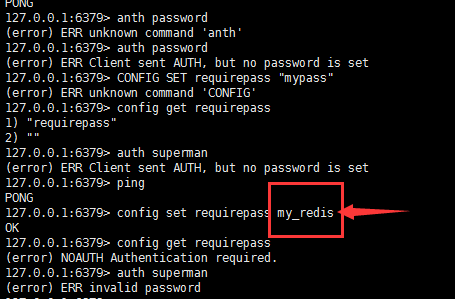 PONG
127.0.0.1:6379> anth password
(error) ERR unknown command 'anth'
127.0.0.1:6379> auth password
(error) ERR Client sent AUTH, but no password is set
127.0.0.1:6379> CONFIG SET requirepass "mypass"
(error) ERR unknown command 'CONFIG'
127.0.0.1:6379> config get requirepass
1) "requirepass"
2) ""
127.0.0.1:6379> auth superman
(error) ERR Client sent AUTH, but no password is set
127.0.0.1:6379> ping
PONG
127.0.0.1:6379> config set requirepass my_redis
OK
127.0.0.1:6379> config get requirepass
(error) NOAUTH Authentication required.
127.0.0.1:6379> auth superman
(error) ERR invalid password